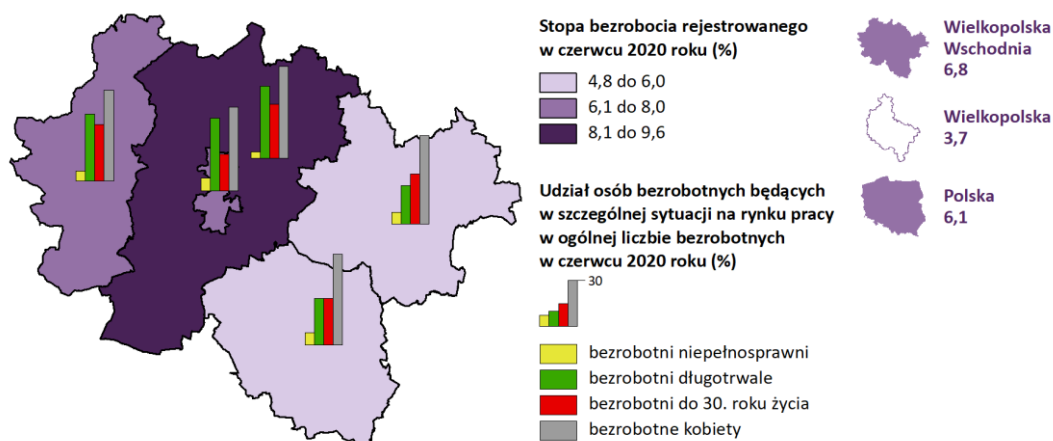 Stopa bezrobocia rejestrowanego
w czerwcu 2020 roku (%)
4,8 do 6,0
6,1 do 8,0
8,1 do 9,6
Udział osób bezrobotnych będących
w szczególnej sytuacji na rynku pracy
w ogólnej liczbie bezrobotnych
w czerwcu 2020 roku (%)
30
bezrobotni niepełnosprawni
bezrobotni długotrwale
bezrobotni do 30. roku życia
bezrobotne kobiety
Wielkopolska
Wschodnia
6,8
Wielkopolska
3,7
Polska
6,1